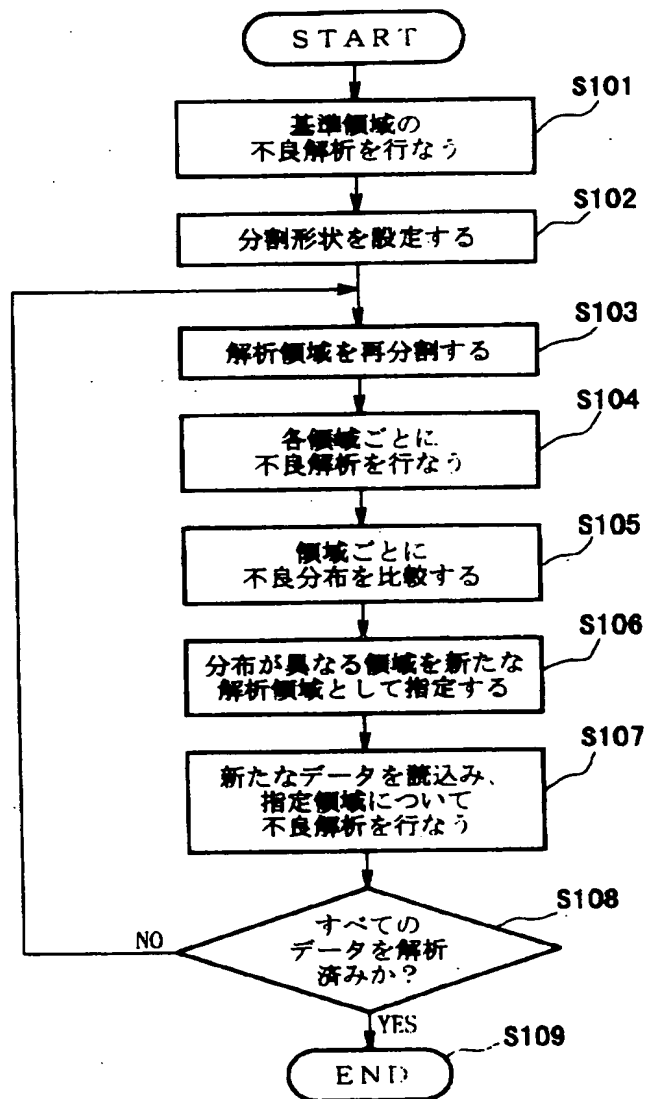 START
S101
基準領域の
不良解析を行なう
S102
分割形状を設定する
S103
解析領域を再分割する
S104
各領域ごとに
不良解析を行なう
S105
領域ごとに
不良分布を比較する
S106
分布が異なる領域を新たな
解析領域として指定する
S107
新たなデータを読込み、
指定領域について
不良解析を行なう
S108
すべての
データを解析
済みか?
NO
YES
S109
END